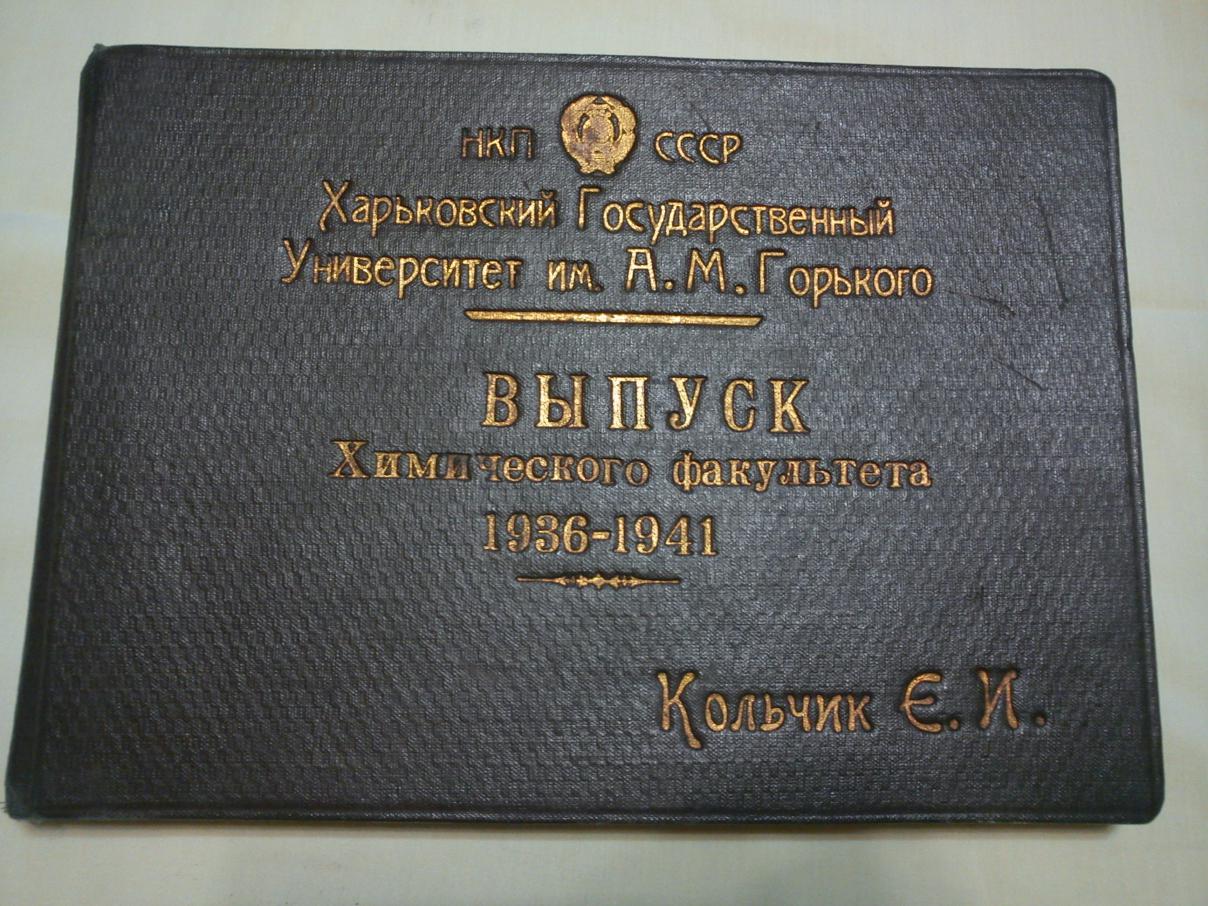 НКП СССР
Харьковский Государственный
Университет им. А.М.Горького
ВЫПУСК
Химического факультета
1936-1941
Кольчик Є.И.